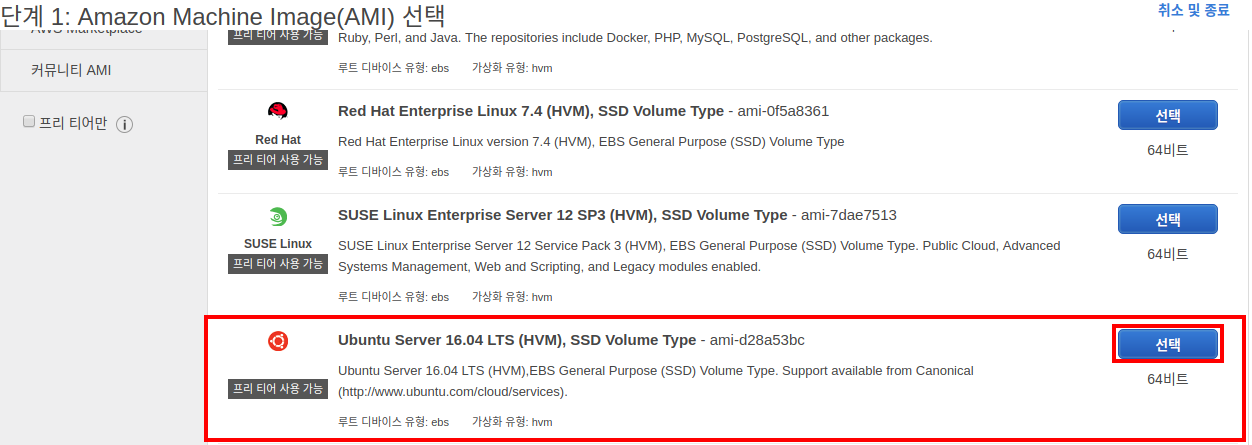 단계 1: Amazon Machine Image(AMI) 선택
취소 및 종료
AWS Marketplace
프리 티어 사용 가능
Ruby, Perl, and Java. The repositories include Docker, PHP, MySQL, PostgreSQL, and other packages.
루트 디바이스 유형: ebs 가상화 유형: hvm
커뮤니티 AMI
프리 티어만
Red Hat
프리 티어 사용 가능
Red Hat Enterprise Linux 7.4 (HVM), SSD Volume Type - ami-0f5a8361
Red Hat Enterprise Linux version 7.4 (HVM), EBS General Purpose (SSD) Volume Type
루트 디바이스 유형: ebs 가상화 유형: hvm
선택
64비트
SUSE Linux
프리 티어 사용 가능
SUSE Linux Enterprise Server 12 SP3 (HVM), SSD Volume Type - ami-7dae7513
SUSE Linux Enterprise Server 12 Service Pack 3 (HVM), EBS General Purpose (SSD) Volume Type. Public Cloud, Advanced
Systems Management, Web and Scripting, and Legacy modules enabled.
루트 디바이스 유형: ebs 가상화 유형: hvm
선택
64비트
프리 티어 사용 가능
Ubuntu Server 16.04 LTS (HVM), SSD Volume Type - ami-d28a53bc
Ubuntu Server 16.04 LTS (HVM),EBS General Purpose (SSD) Volume Type. Support available from Canonical
(http://www.ubuntu.com/cloud/services).
루트 디바이스 유형: ebs 가상화 유형: hvm
선택
64비트